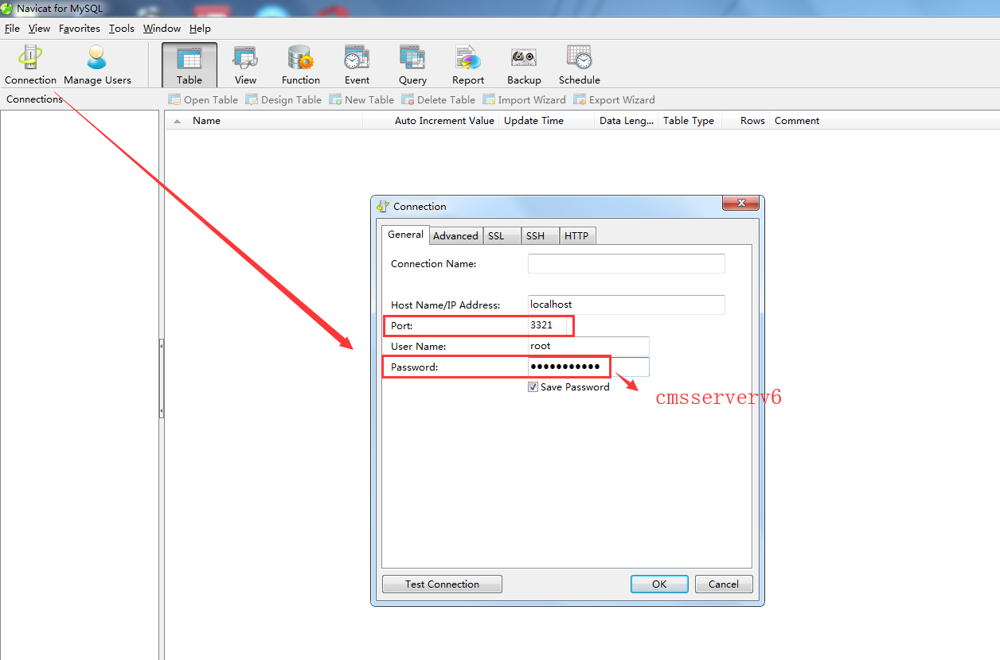 Navicat for MySQL
File View Favorites Tools Window Help
Connection Manage Users Table View Function Event Query Report Backup Schedule
Connections Open Table Design Table New Table Delete Table Import Wizard Export Wizard
Name Auto Increment Value Update Time Data Leng... Table Type Rows Comment
Connection
General Advanced SSL SSH HTTP
Connection Name:
Host Name/IP Address: localhost
Port: 3321
User Name: root
Password: ●●●●●●●●●●●
Save Password
cmsserverv6
Test Connection OK Cancel